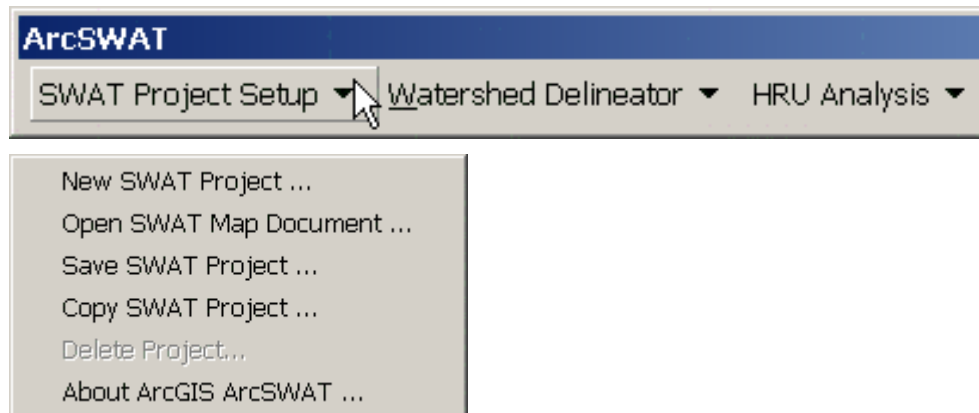 ArcSWAT
SWAT Project Setup Watershed Delineator HRU Analysis
New SWAT Project ...
Open SWAT Map Document ...
Save SWAT Project ...
Copy SWAT Project ...
Delete Project...
About ArcGIS ArcSWAT ...